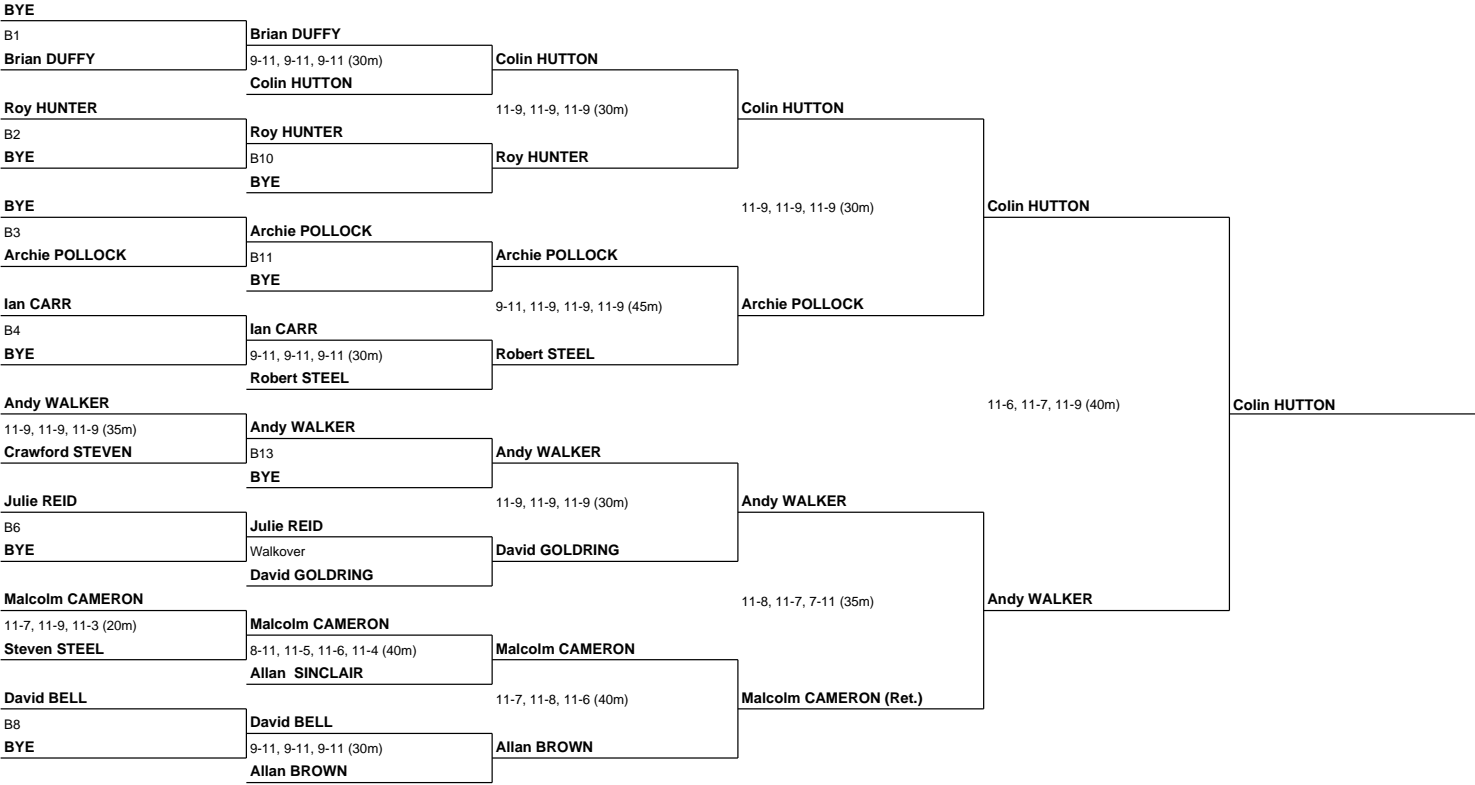 BYE
B1
Brian DUFFY
Roy HUNTER
B2
BYE
BYE
B3
Archie POLLOCK
Ian CARR
B4
BYE
Andy WALKER
11-9, 11-9, 11-9 (35m)
Crawford STEVEN
Julie REID
B6
BYE
Malcolm CAMERON
11-7, 11-9, 11-3 (20m)
Steven STEEL
David BELL
B8
BYE
Brian DUFFY
9-11, 9-11, 9-11 (30m)
Colin HUTTON
Roy HUNTER
B10
BYE
Archie POLLOCK
B11
BYE
Ian CARR
9-11, 9-11, 9-11 (30m)
Robert STEEL
Andy WALKER
B13
BYE
Julie REID
Walkover
David GOLDRING
Malcolm CAMERON
8-11, 11-5, 11-6, 11-4 (40m)
Allan  SINCLAIR
David BELL
9-11, 9-11, 9-11 (30m)
Allan BROWN
Colin HUTTON
11-9, 11-9, 11-9 (30m)
Roy HUNTER
Archie POLLOCK
9-11, 11-9, 11-9, 11-9 (45m)
Robert STEEL
Andy WALKER
11-9, 11-9, 11-9 (30m)
David GOLDRING
Malcolm CAMERON
11-7, 11-8, 11-6 (40m)
Allan BROWN
Colin HUTTON
11-9, 11-9, 11-9 (30m)
Archie POLLOCK
Andy WALKER
11-8, 11-7, 7-11 (35m)
Malcolm CAMERON (Ret.)
Colin HUTTON
11-6, 11-7, 11-9 (40m)
Andy WALKER
Colin HUTTON